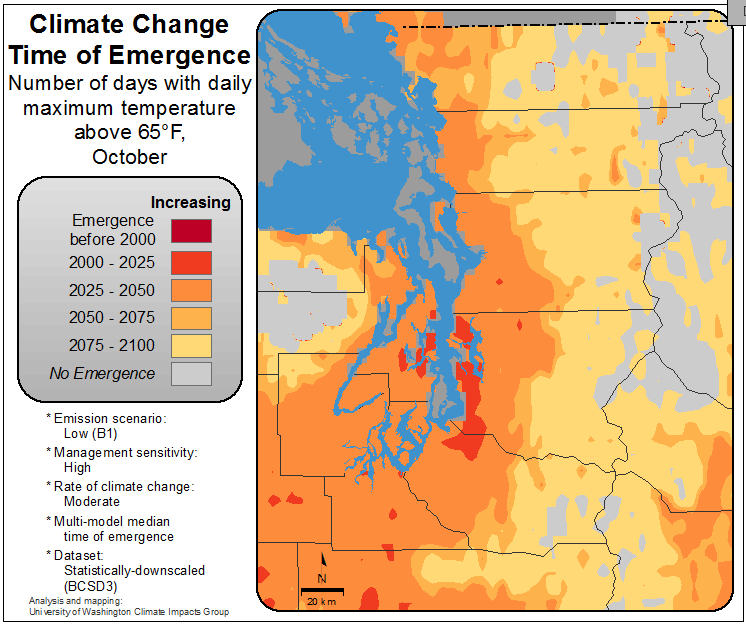 Climate Change
Time of Emergence
Number of days with daily
maximum temperature
above 65°F,
October
Increasing
Emergence
before 2000
2000 - 2025
2025 - 2050
2050 - 2075
2075 - 2100
No Emergence
* Emission scenario:
Low (B1)
* Management sensitivity:
High
* Rate of climate change:
Moderate
* Multi-model median
time of emergence
* Dataset:
Statistically-downscaled
(BCSD3)
Analysis and mapping:
University of Washington Climate Impacts Group
N
20 km